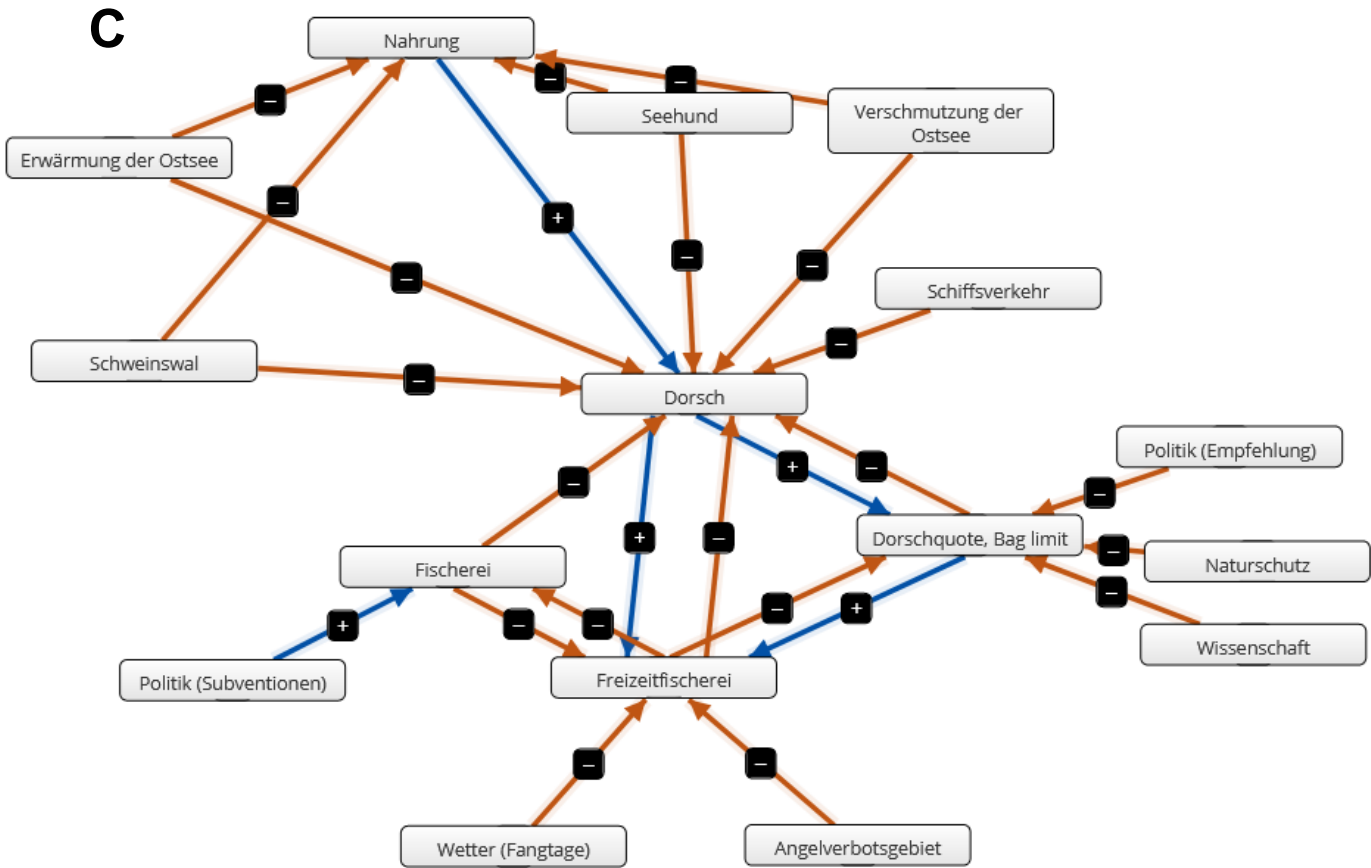 C
Nahrung
–
–
–
Seehund
Verschmutzung der
Ostsee
Erwärmung der Ostsee
–
+
–
–
–
Schiffsverkehr
–
Schweinswal
–
Dorsch
Politik (Empfehlung)
+
–
–
–
Dorschquote, Bag limit
+
–
–
Naturschutz
Fischerei
–
–
+
+
–
–
Wissenschaft
Politik (Subventionen)
Freizeitfischerei
–
–
Wetter (Fangtage)
Angelverbotsgebiet